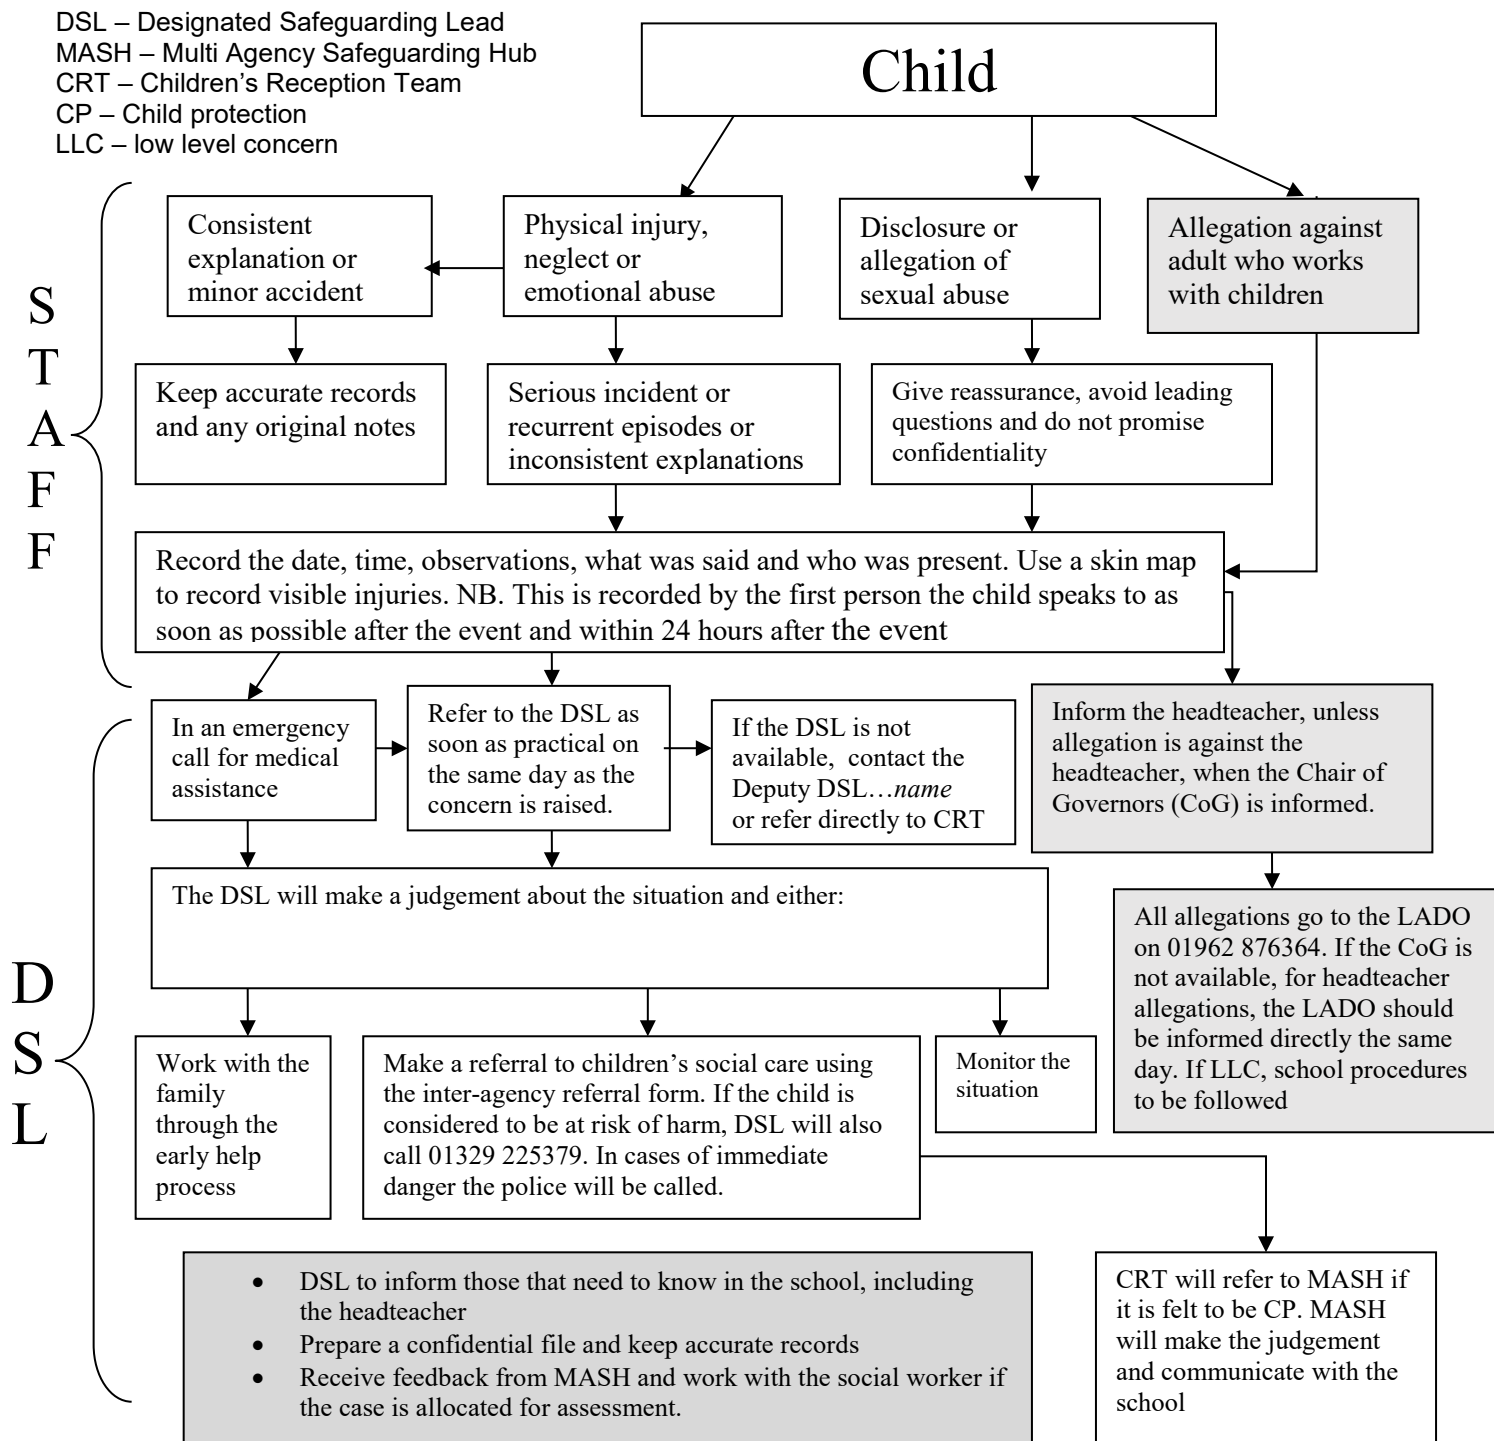 DSL – Designated Safeguarding Lead
MASH – Multi Agency Safeguarding Hub
CRT – Children's Reception Team
CP – Child protection
LLC – low level concern
Child
S
T
A
F
F
Consistent
explanation or
minor accident
Physical injury,
neglect or
emotional abuse
Disclosure or
allegation of
sexual abuse
Allegation against
adult who works
with children
Keep accurate records
and any original notes
Serious incident or
recurrent episodes or
inconsistent explanations
Give reassurance, avoid leading
questions and do not promise
confidentiality
Record the date, time, observations, what was said and who was present. Use a skin map
to record visible injuries. NB. This is recorded by the first person the child speaks to as
soon as possible after the event and within 24 hours after the event
D
S
L
In an emergency
call for medical
assistance
Refer to the DSL as
soon as practical on
the same day as the
concern is raised.
If the DSL is not
available,  contact the
Deputy DSL…name
or refer directly to CRT
Inform the headteacher, unless
allegation is against the
headteacher, when the Chair of
Governors (CoG) is informed.
The DSL will make a judgement about the situation and either:
All allegations go to the LADO
on 01962 876364. If the CoG is
not available, for headteacher
allegations, the LADO should
be informed directly the same
day. If LLC, school procedures
to be followed
Work with the
family
through the
early help
process
Make a referral to children's social care using
the inter-agency referral form. If the child is
considered to be at risk of harm, DSL will also
call 01329 225379. In cases of immediate
danger the police will be called.
Monitor the
situation
• DSL to inform those that need to know in the school, including
the headteacher
• Prepare a confidential file and keep accurate records
• Receive feedback from MASH and work with the social worker if
the case is allocated for assessment.
CRT will refer to MASH if
it is felt to be CP. MASH
will make the judgement
and communicate with the
school